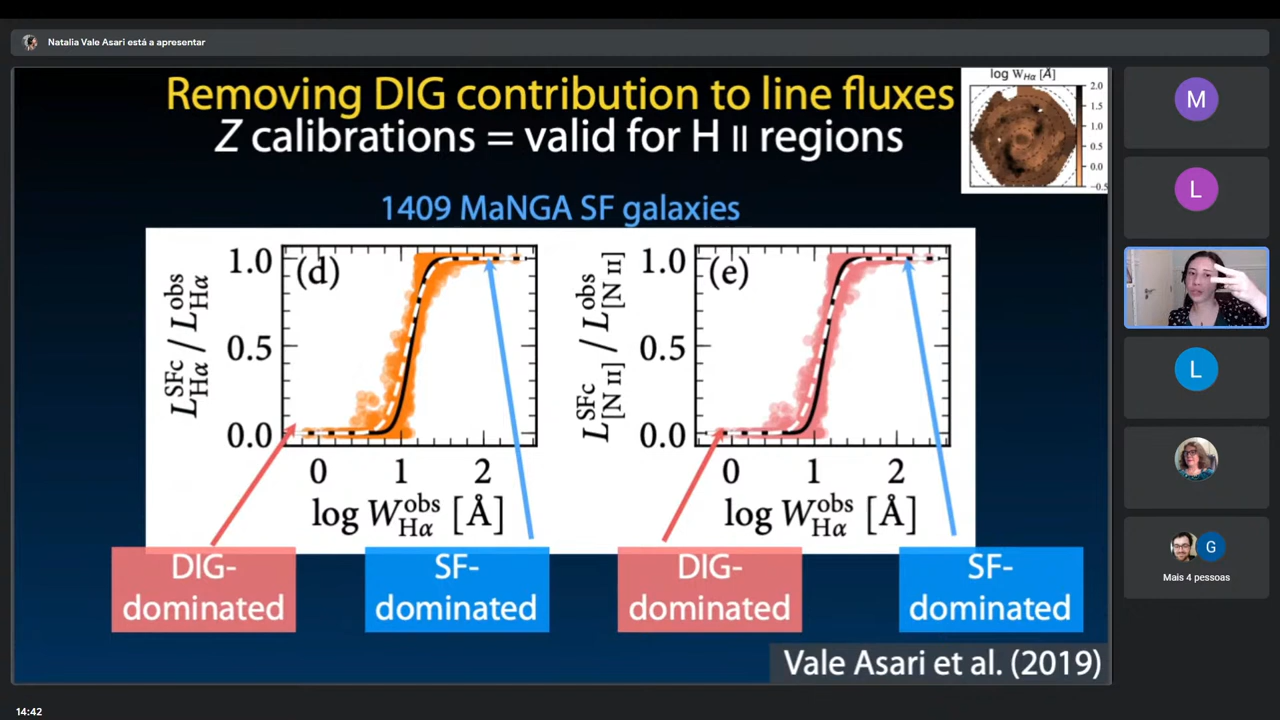 Natalia Vale Asari está a apresentar
Removing DIG contribution to line fluxes
Z calibrations = valid for H II regions
log W_Hα [Å]
2.0
1.5
1.0
0.5
0.0
−0.5
1409 MaNGA SF galaxies
(d)
L^SFc_Hα / L^obs_Hα
1.0
0.5
0.0
0 1 2
log W^obs_Hα [Å]
(e)
L^SFc_[N II] / L^obs_[N II]
1.0
0.5
0.0
0 1 2
log W^obs_Hα [Å]
DIG-
dominated
SF-
dominated
DIG-
dominated
SF-
dominated
Vale Asari et al. (2019)
M
L
L
G
Mais 4 pessoas
14:42